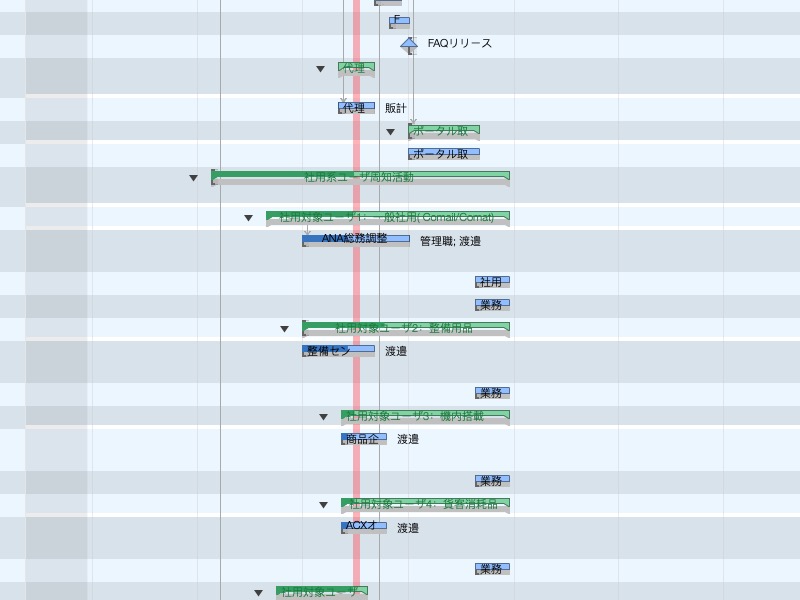 F
FAQリリース
代理
代理 販計
ポータル取
ポータル取
社用系ユーザ周知活動
社用対象ユーザ1: 一般社用( Comail/Comat)
ANA総務調整 管理職; 渡邉
社用
業務
社用対象ユーザ2: 整備用品
整備セン 渡邉
業務
社用対象ユーザ3: 機内搭載
商品企 渡邉
業務
社用対象ユーザ4: 貨客消耗品
ACXオ 渡邉
業務
社用対象ユーザ